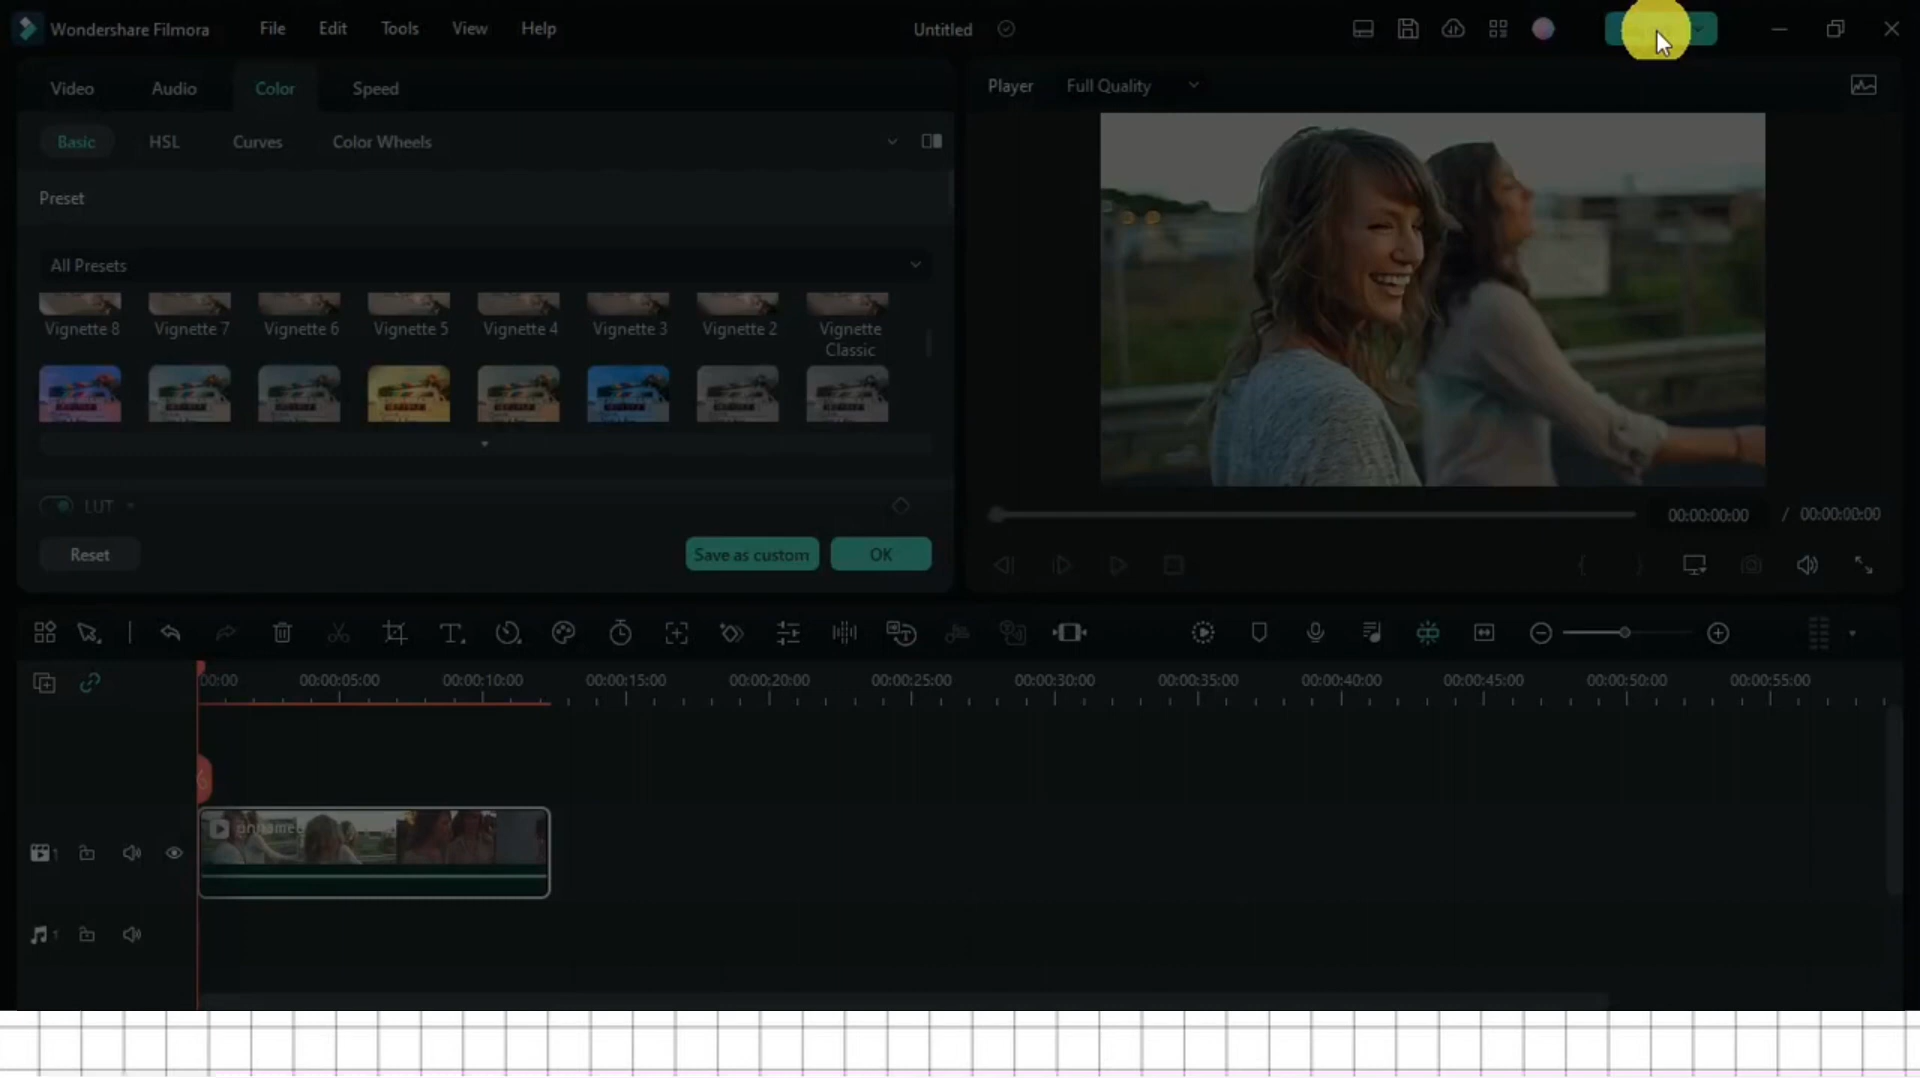 Wondershare Filmora File Edit Tools View Help Untitled
Video Audio Color Speed
Player Full Quality
Basic HSL Curves Color Wheels
Preset
All Presets
Vignette 8 Vignette 7 Vignette 6 Vignette 5 Vignette 4 Vignette 3 Vignette 2 Vignette Classic
LUT
00:00:00:00 / 00:00:00:00
Reset Save as custom OK
00:00 00:00:05:00 00:00:10:00 00:00:15:00 00:00:20:00 00:00:25:00 00:00:30:00 00:00:35:00 00:00:40:00 00:00:45:00 00:00:50:00 00:00:55:00
1
1